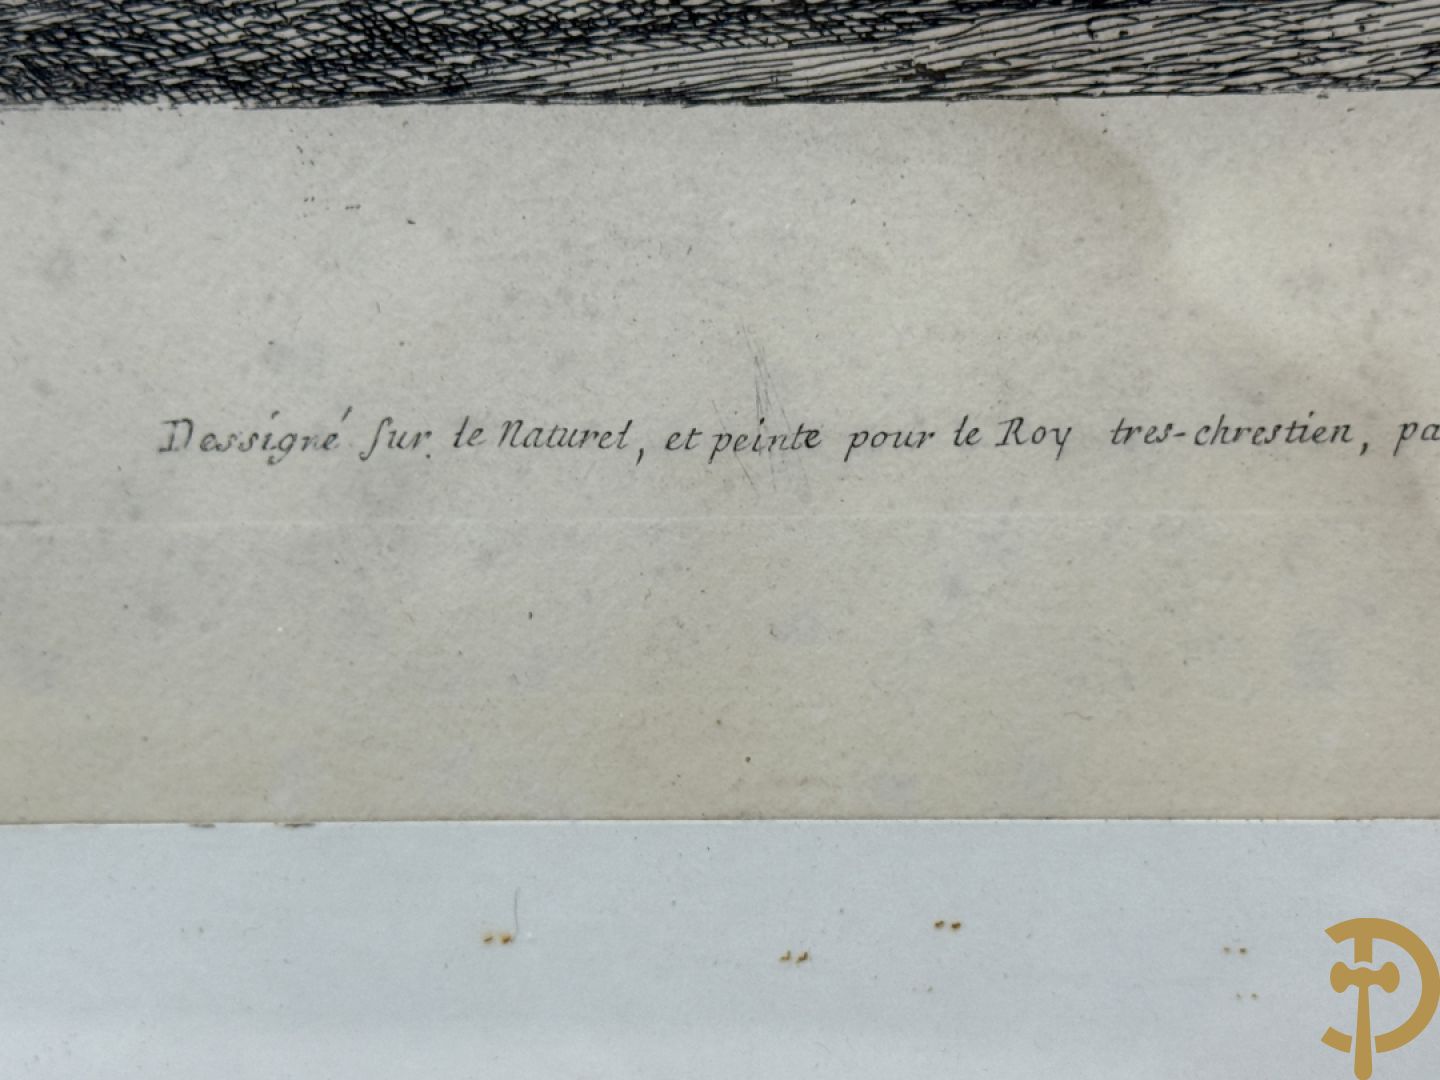 Dessigné sur le Naturel, et peinte pour le Roy tres-chrestien, pa